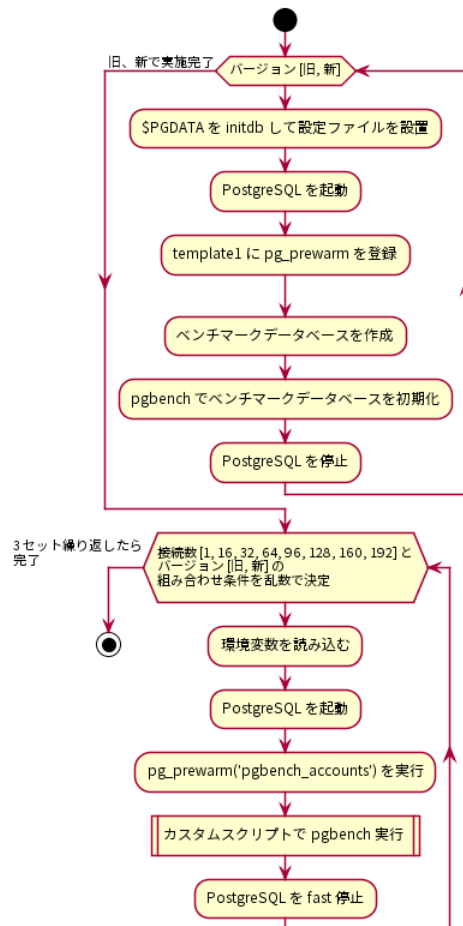 旧、新で実施完了
バージョン [旧, 新]
$PGDATA を initdb して設定ファイルを設置
PostgreSQL を起動
template1 に pg_prewarm を登録
ベンチマークデータベースを作成
pgbench でベンチマークデータベースを初期化
PostgreSQL を停止
3 セット繰り返したら
完了
接続数 [1, 16, 32, 64, 96, 128, 160, 192] と
バージョン [旧, 新] の
組み合わせ条件を乱数で決定
環境変数を読み込む
PostgreSQL を起動
pg_prewarm('pgbench_accounts') を実行
カスタムスクリプトで pgbench 実行
PostgreSQL を fast 停止